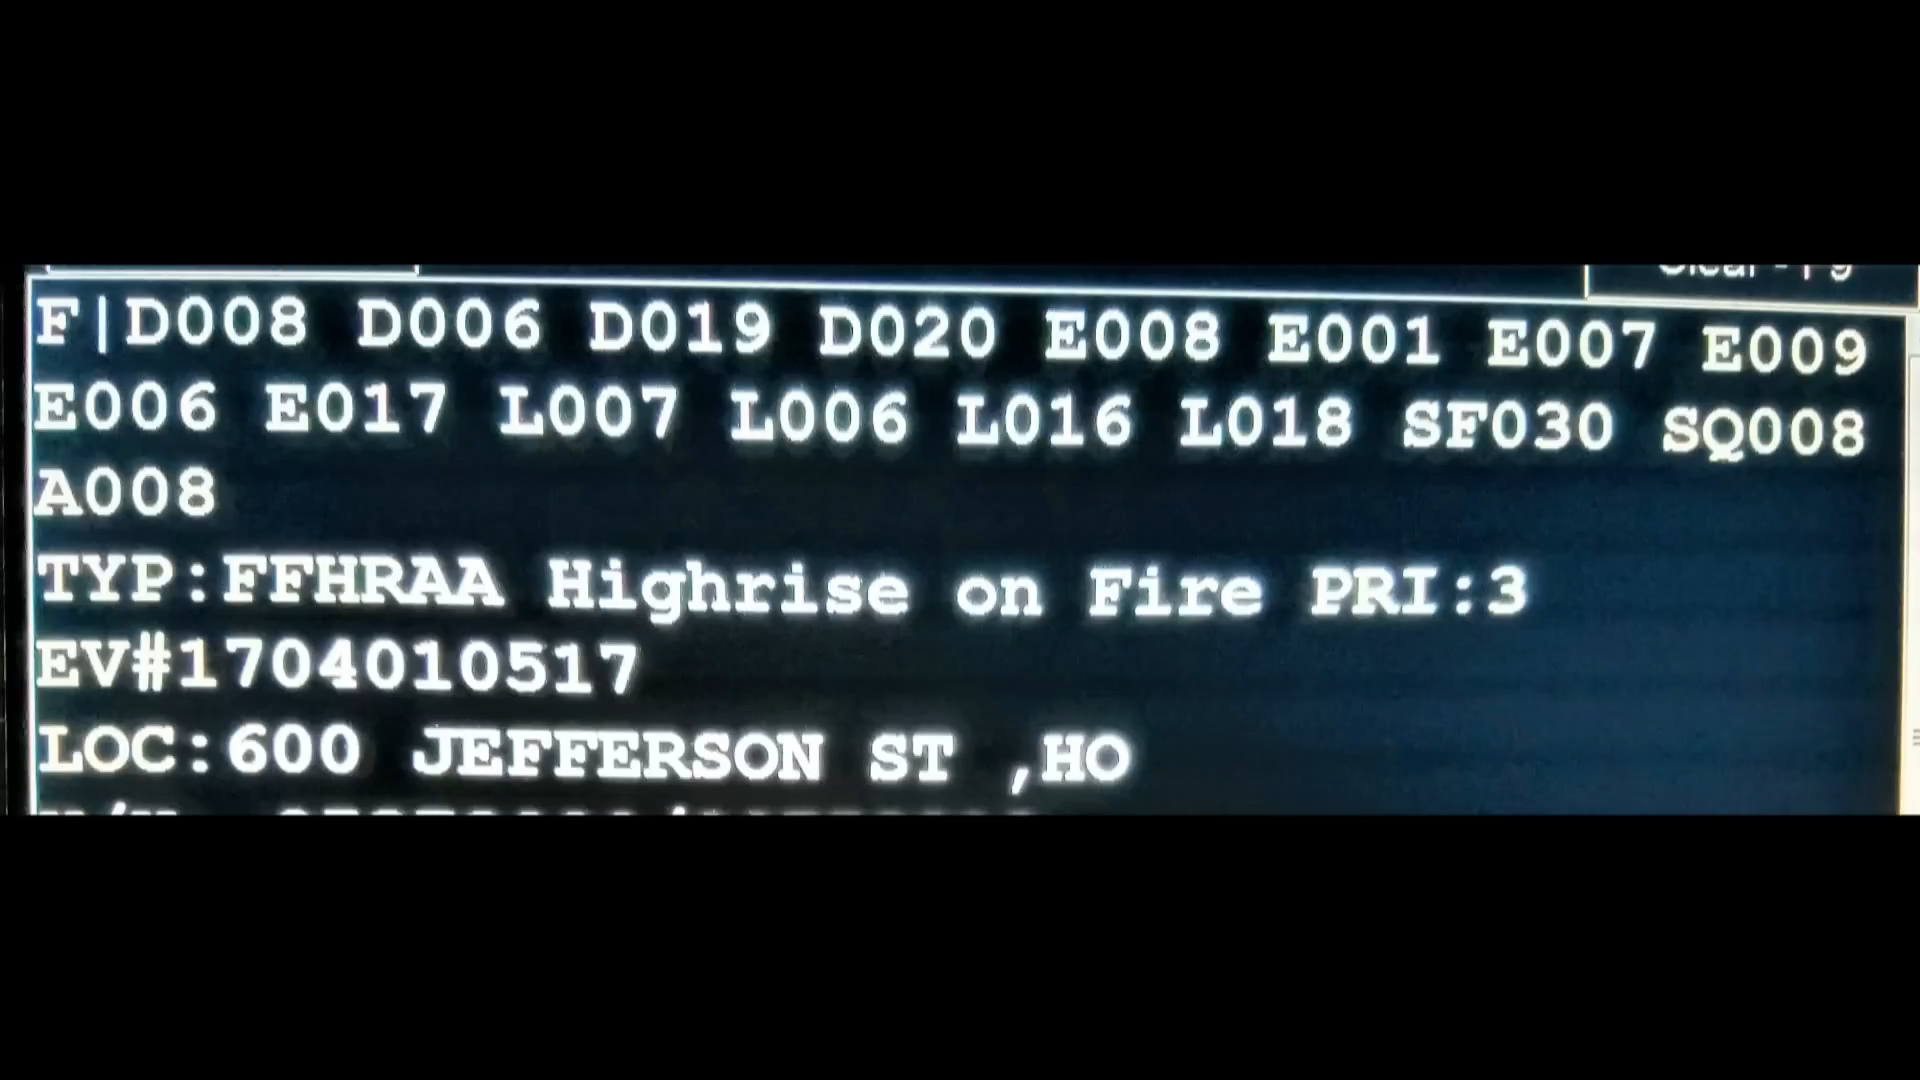 F|D008 D006 D019 D020 E008 E001 E007 E009
E006 E017 L007 L006 L016 L018 SF030 SQ008
A008
TYP:FFHRAA Highrise on Fire PRI:3
EV#1704010517
LOC:600 JEFFERSON ST ,HO